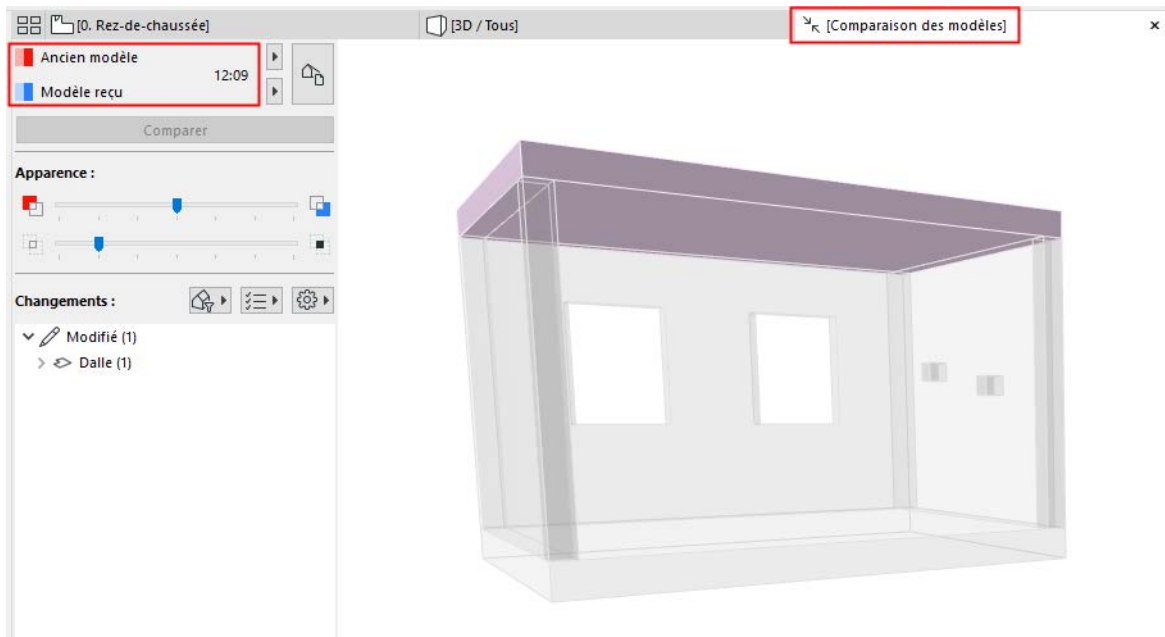 [0. Rez-de-chaussée]
[3D / Tous]
[Comparaison des modèles]
Ancien modèle
12:09
Modèle reçu
Comparer
Apparence :
Changements :
Modifié (1)
Dalle (1)